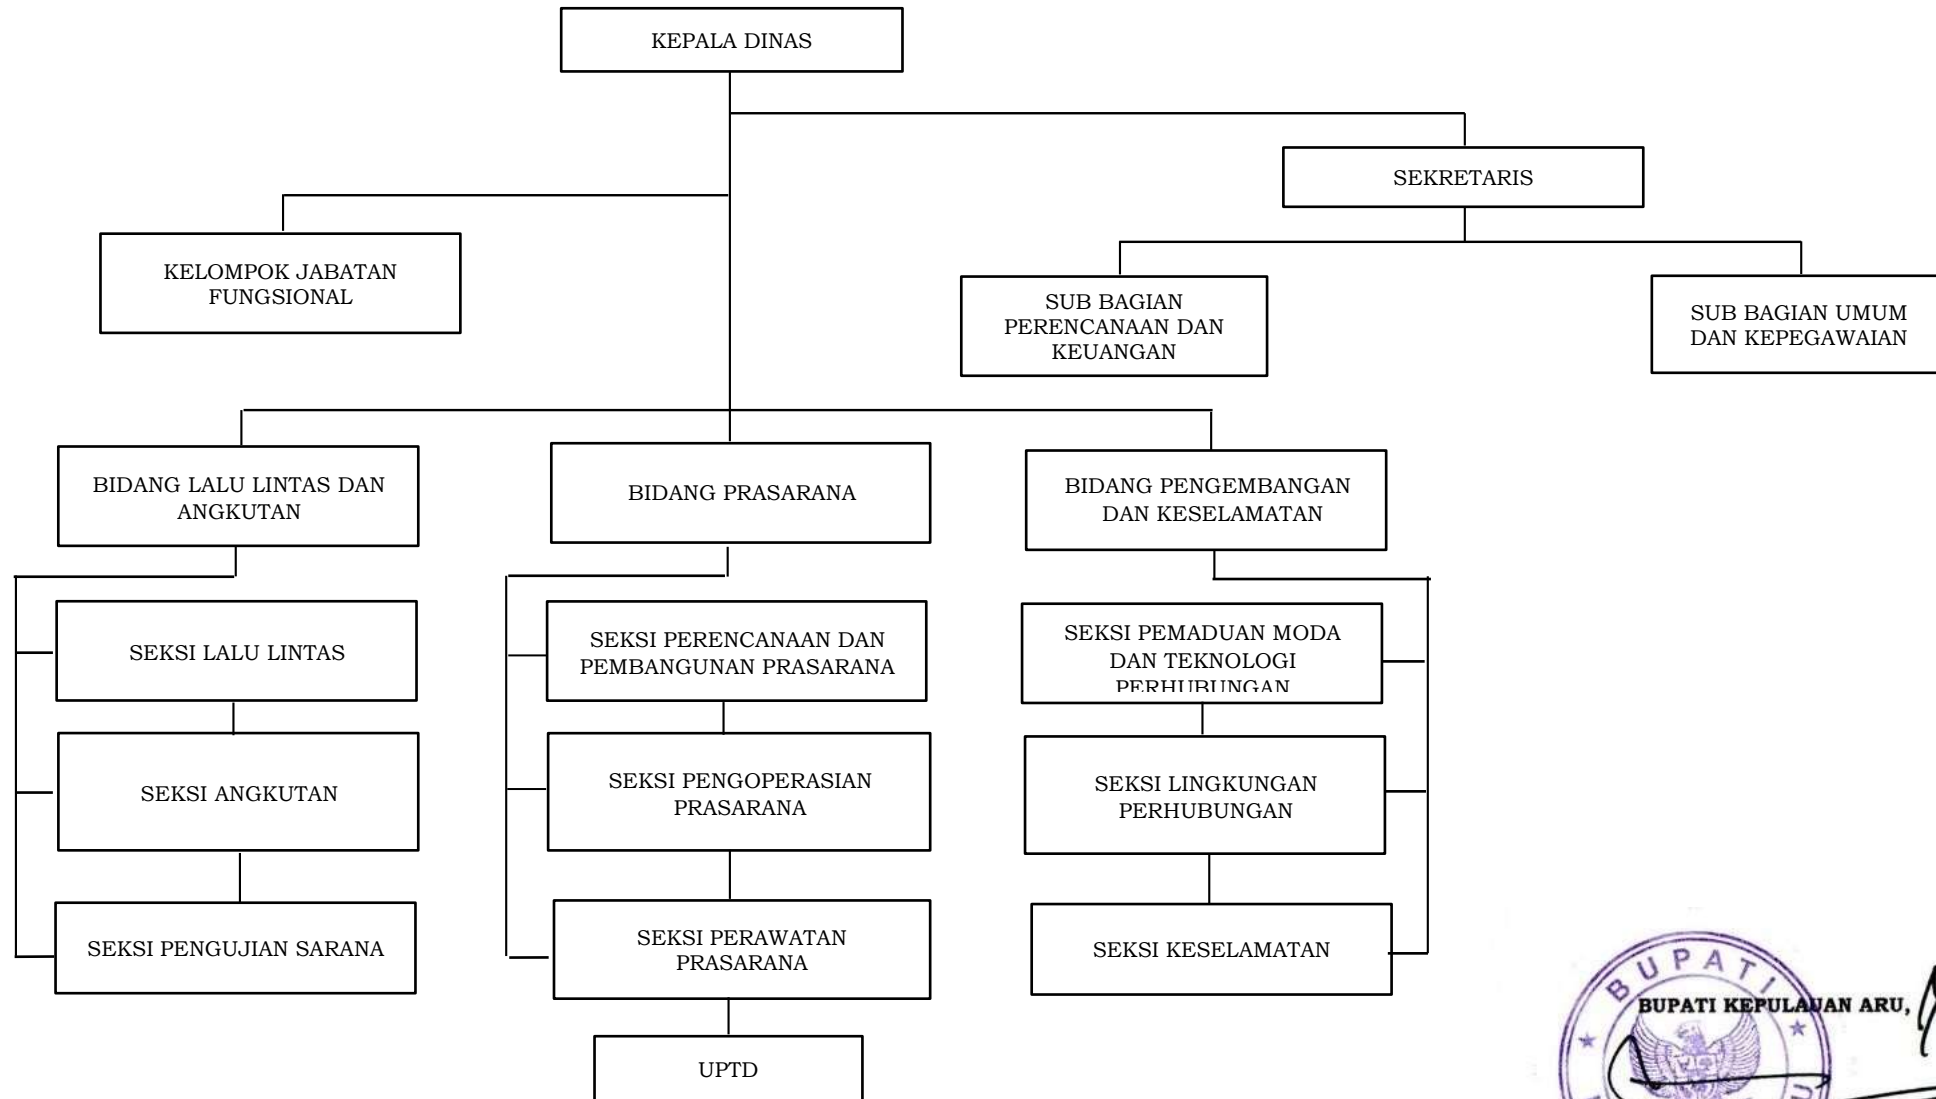 KEPALA DINAS
SEKRETARIS
KELOMPOK JABATAN
FUNGSIONAL
SUB BAGIAN
PERENCANAAN DAN
KEUANGAN
SUB BAGIAN UMUM
DAN KEPEGAWAIAN
BIDANG LALU LINTAS DAN
ANGKUTAN
BIDANG PRASARANA
BIDANG PENGEMBANGAN
DAN KESELAMATAN
SEKSI LALU LINTAS
SEKSI PERENCANAAN DAN
PEMBANGUNAN PRASARANA
SEKSI PEMADUAN MODA
DAN TEKNOLOGI
PERHUBUNGAN
SEKSI ANGKUTAN
SEKSI PENGOPERASIAN
PRASARANA
SEKSI LINGKUNGAN
PERHUBUNGAN
SEKSI PENGUJIAN SARANA
SEKSI PERAWATAN
PRASARANA
SEKSI KESELAMATAN
UPTD
BUPATI
BUPATI KEPULAUAN ARU,